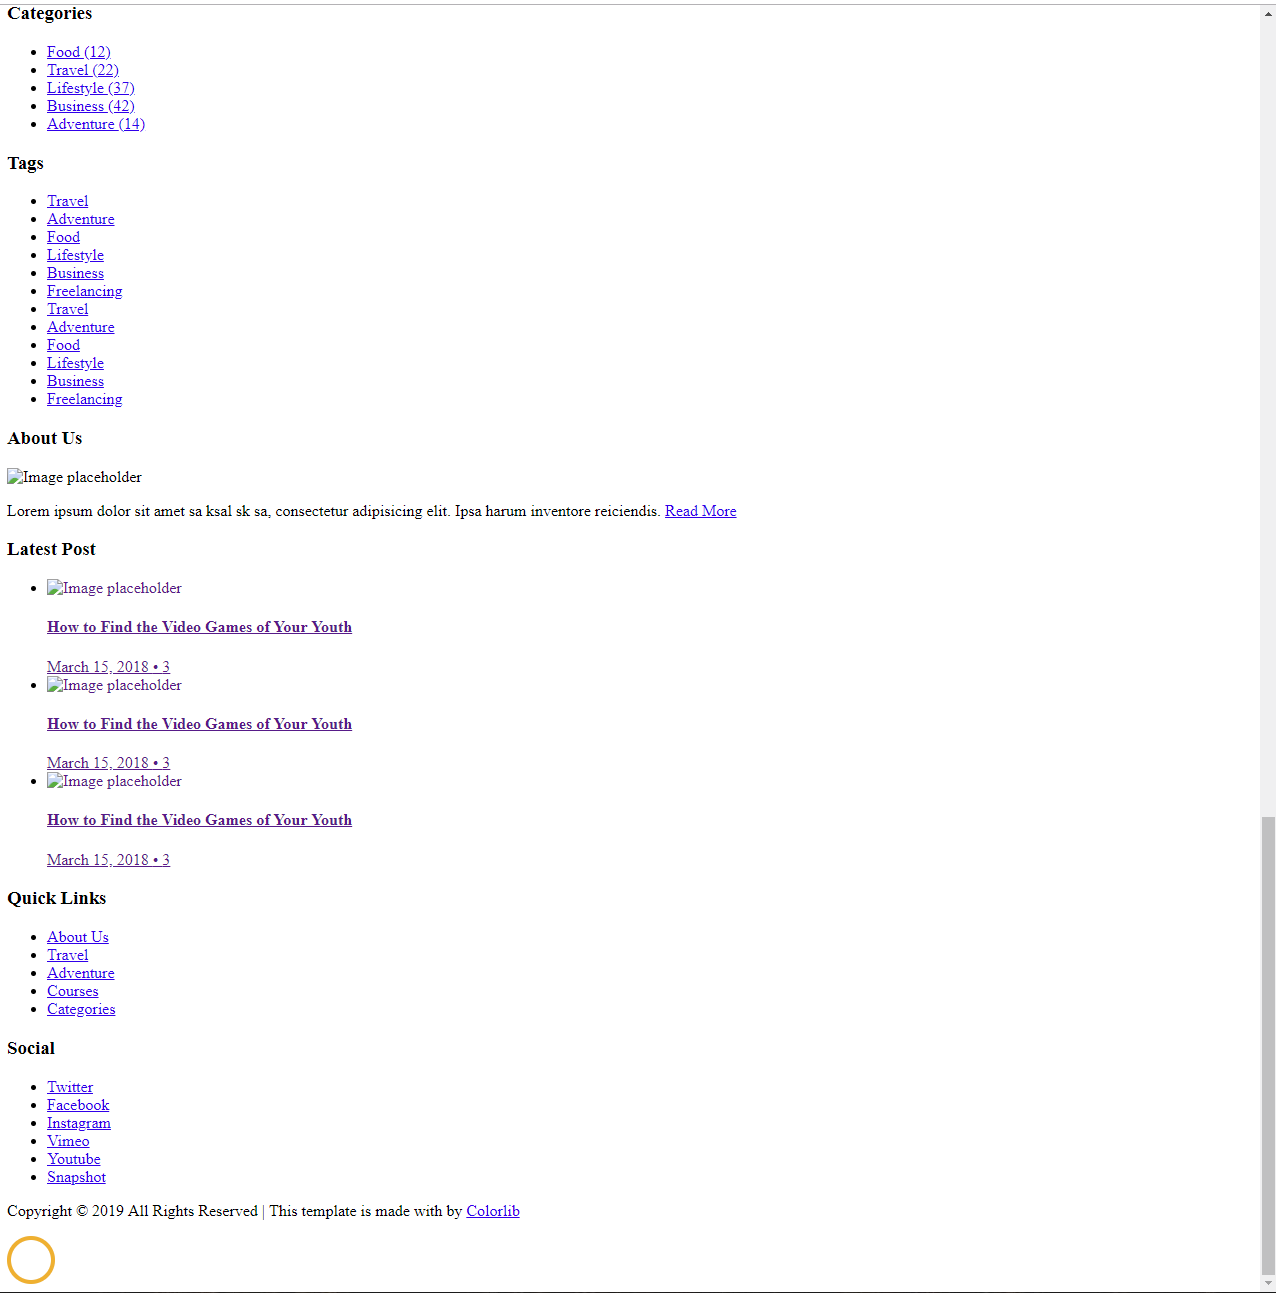 Categories
Food (12)
Travel (22)
Lifestyle (37)
Business (42)
Adventure (14)
Tags
Travel
Adventure
Food
Lifestyle
Business
Freelancing
Travel
Adventure
Food
Lifestyle
Business
Freelancing
About Us
Image placeholder
Lorem ipsum dolor sit amet sa ksal sk sa, consectetur adipisicing elit. Ipsa harum inventore reiciendis. Read More
Latest Post
Image placeholder
How to Find the Video Games of Your Youth
March 15, 2018 • 3
Image placeholder
How to Find the Video Games of Your Youth
March 15, 2018 • 3
Image placeholder
How to Find the Video Games of Your Youth
March 15, 2018 • 3
Quick Links
About Us
Travel
Adventure
Courses
Categories
Social
Twitter
Facebook
Instagram
Vimeo
Youtube
Snapshot
Copyright © 2019 All Rights Reserved | This template is made with by Colorlib